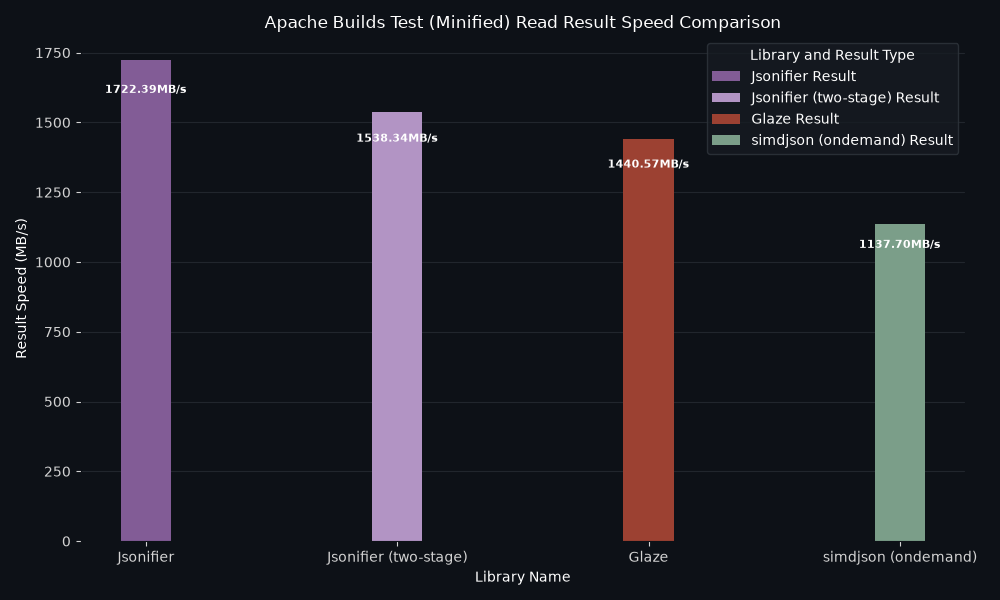 Apache Builds Test (Minified) Read Result Speed Comparison
Library and Result Type
Jsonifier Result
Jsonifier (two-stage) Result
Glaze Result
simdjson (ondemand) Result
Result Speed (MB/s)
1750
1500
1250
1000
750
500
250
0
1722.39MB/s
1538.34MB/s
1440.57MB/s
1137.70MB/s
Jsonifier
Jsonifier (two-stage)
Glaze
simdjson (ondemand)
Library Name